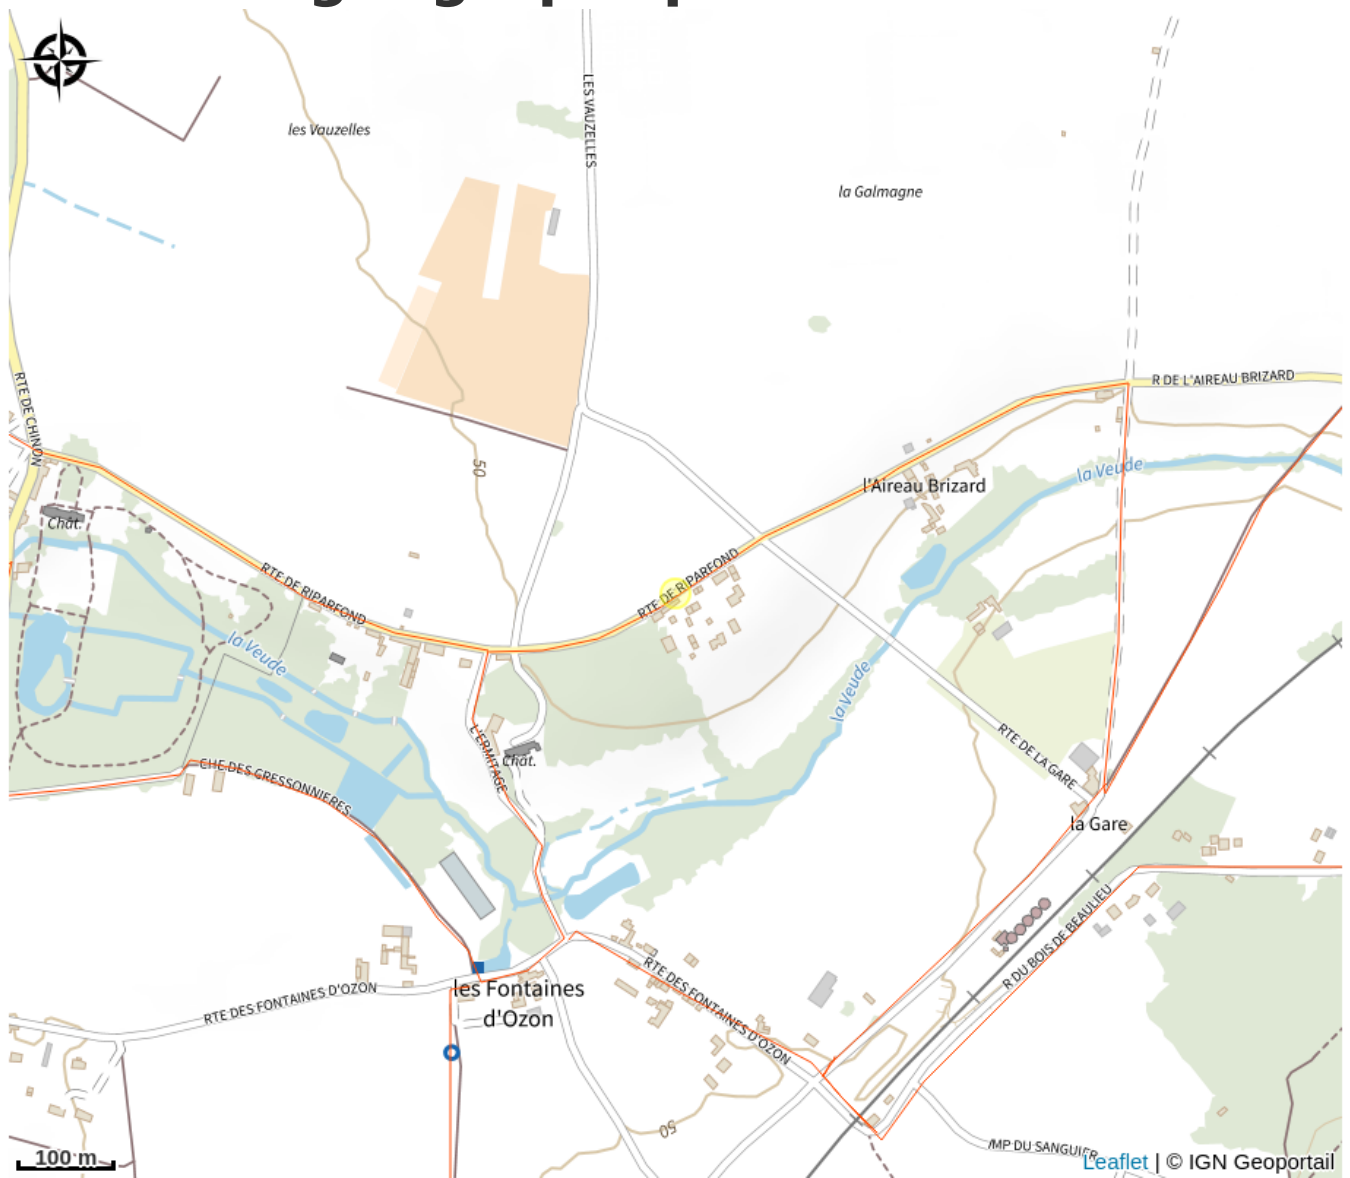 les Vauzelles
LES VAUZELLES
la Galmagne
RTE DE CHINON
R DE L'AIREAU BRIZARD
50
l'Aireau Brizard
la Veude
Chât.
RTE DE RIPARFOND
RTE DE RIPARFOND
la Veude
la Veude
L'ERMITAGE
Chât.
RTE DE LA GARE
CHE DES CRESSONNIERES
la Gare
R DU BOIS DE BEAULIEU
RTE DES FONTAINES D'OZON
les Fontaines
d'Ozon
RTE DES FONTAINES D'OZON
50
IMP DU SANGUIER
100 m
Leaflet | © IGN Geoportail